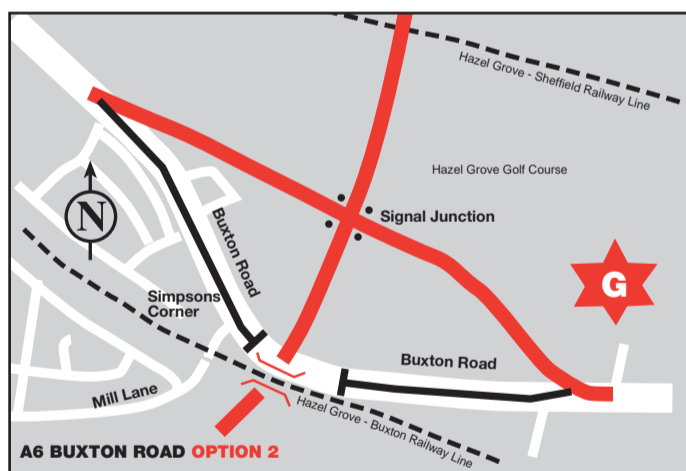 Hazel Grove - Sheffield Railway Line
Hazel Grove Golf Course
N
Signal Junction
Buxton Road
G
Simpsons
Corner
Buxton Road
Mill Lane
Hazel Grove - Buxton Railway Line
A6 BUXTON ROAD OPTION 2